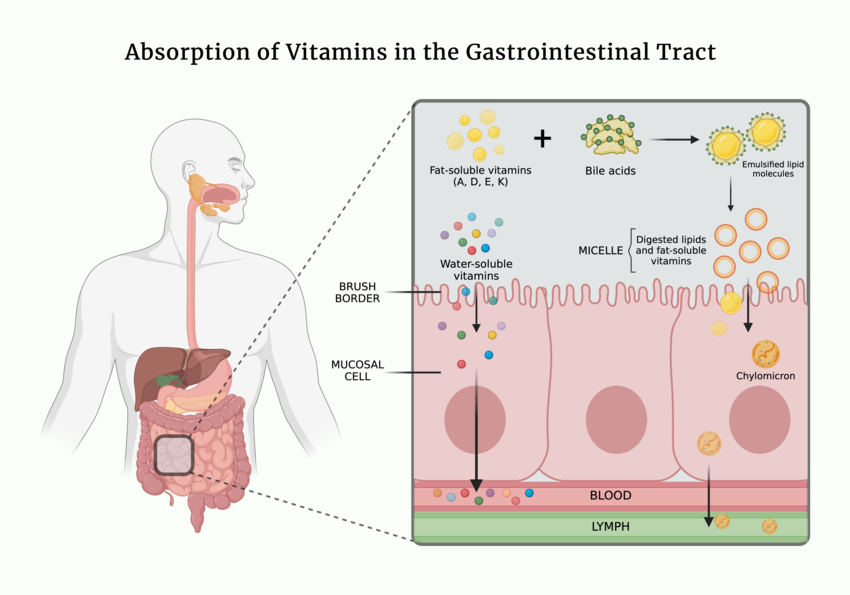 Absorption of Vitamins in the Gastrointestinal Tract
Fat-soluble vitamins
(A, D, E, K)
+
Bile acids
Emulsified lipid
molecules
Water-soluble
vitamins
MICELLE
Digested lipids
and fat-soluble
vitamins
BRUSH
BORDER
MUCOSAL
CELL
Chylomicron
BLOOD
LYMPH